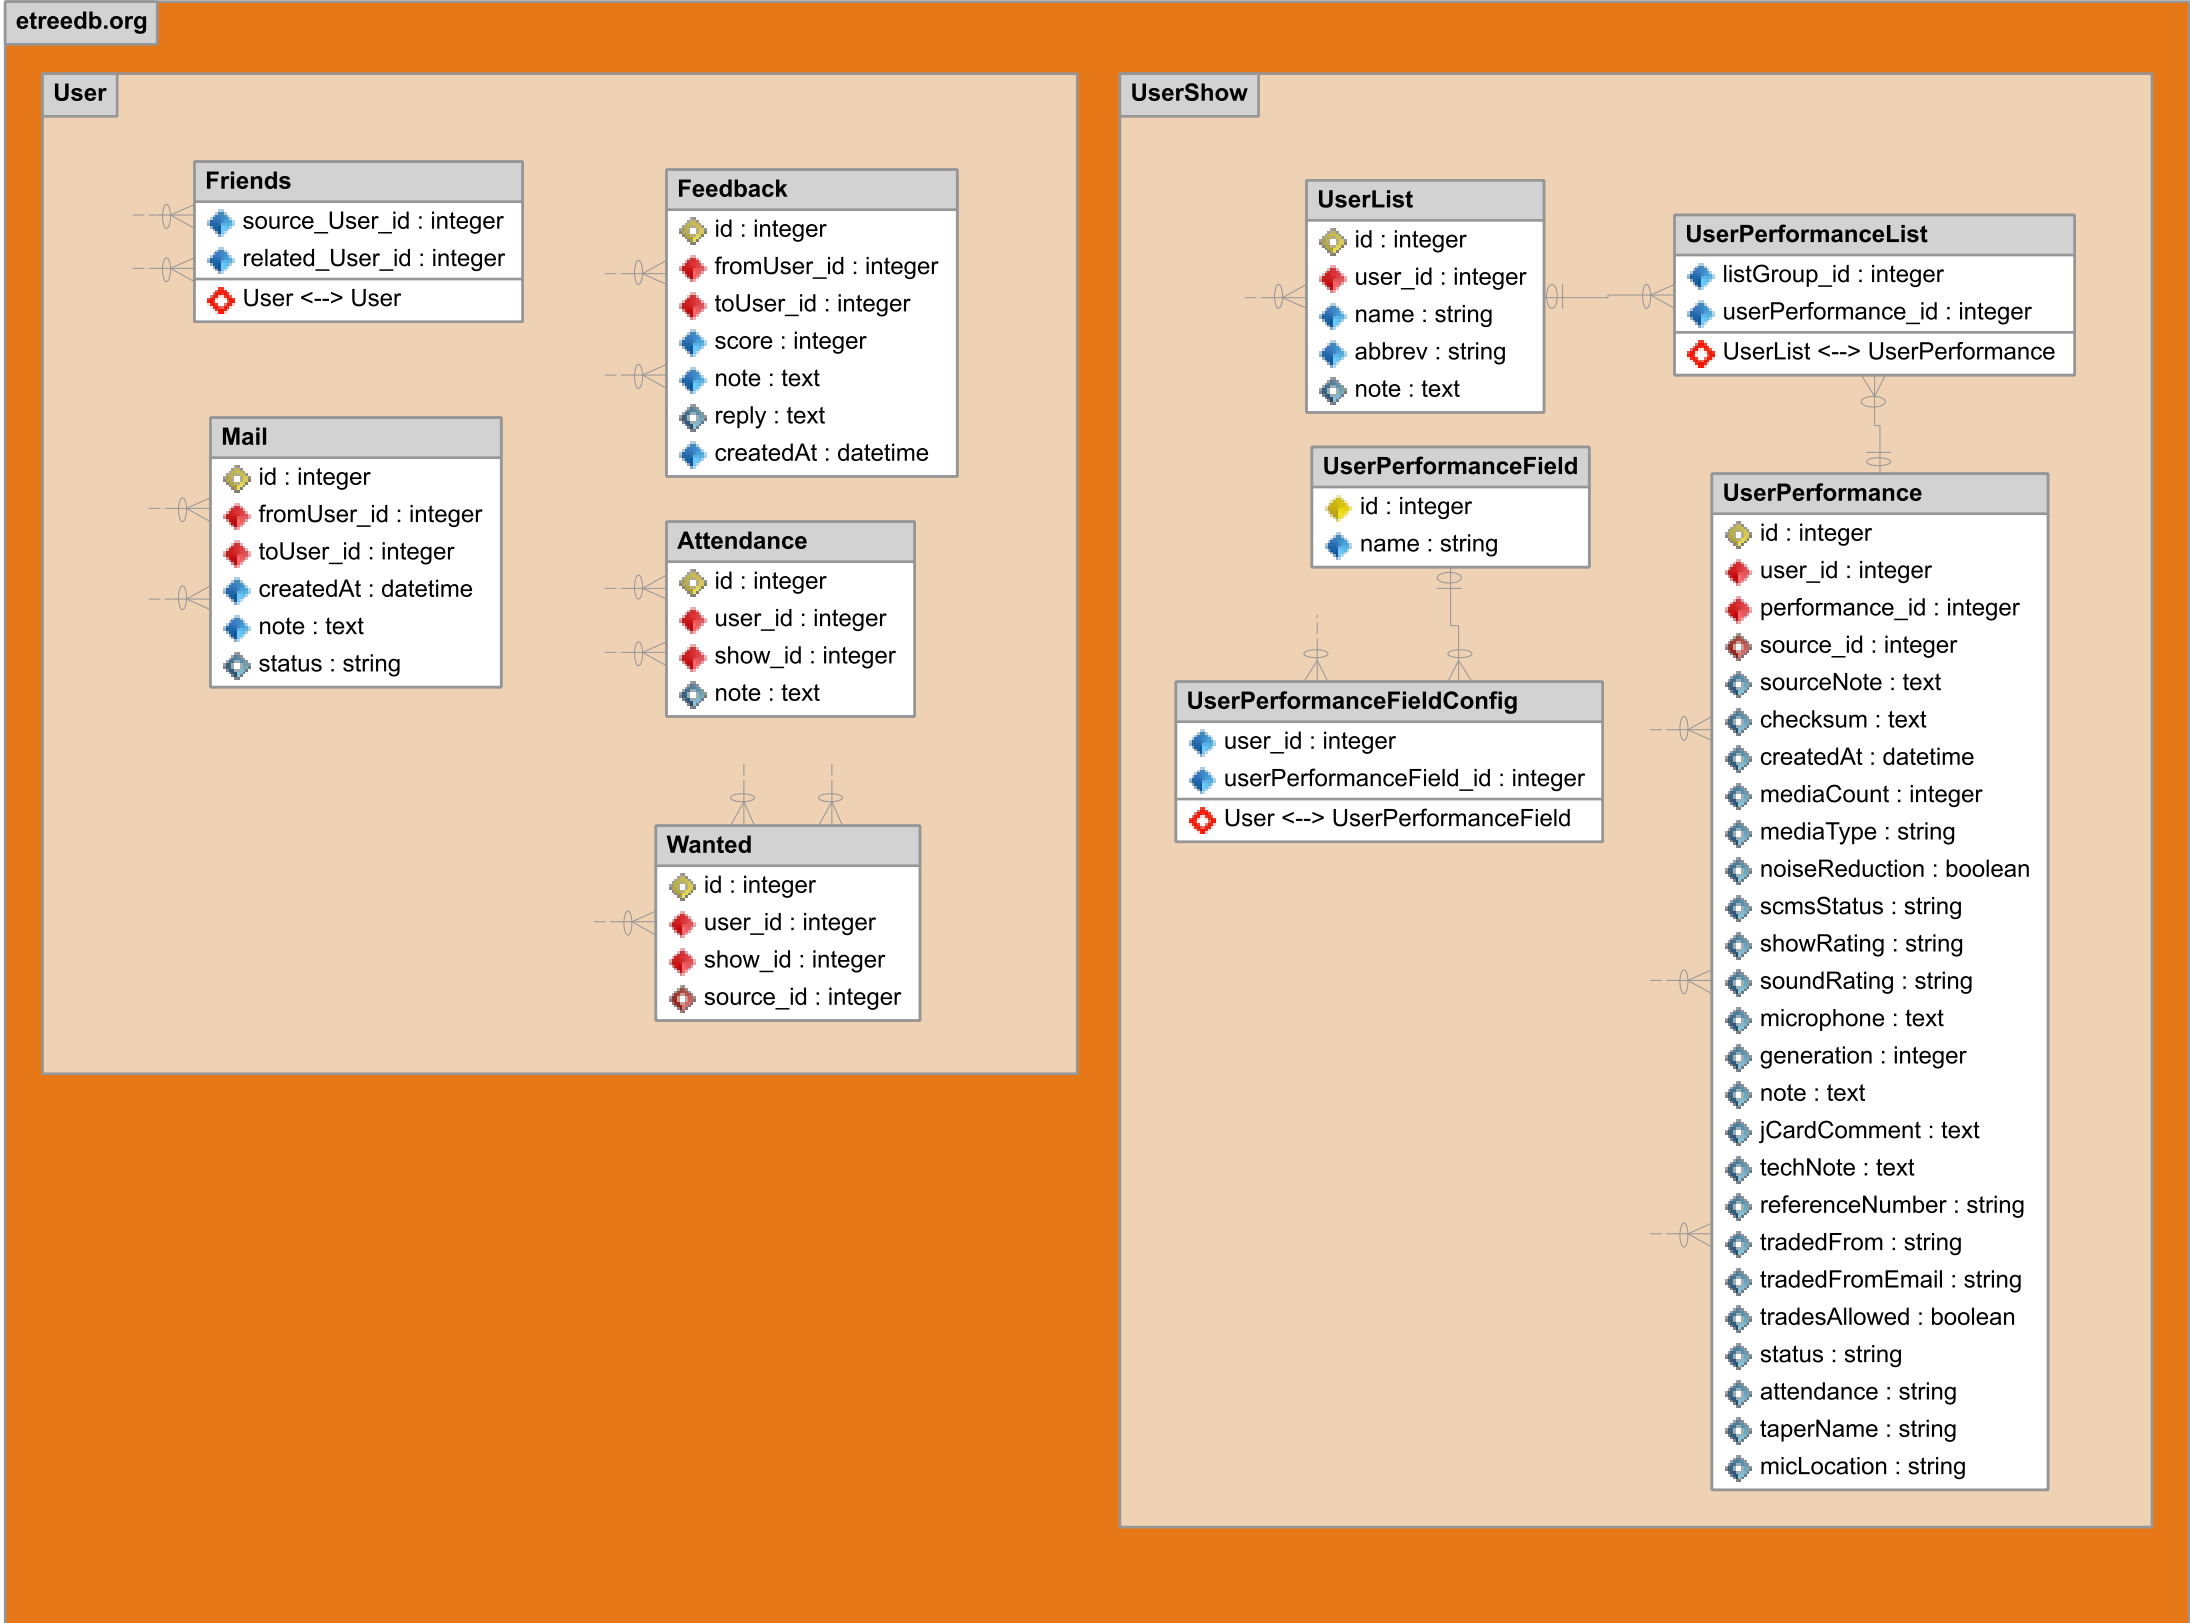 etreedb.org
User
Friends
source_User_id : integer
related_User_id : integer
User <--> User
Feedback
id : integer
fromUser_id : integer
toUser_id : integer
score : integer
note : text
reply : text
createdAt : datetime
Mail
id : integer
fromUser_id : integer
toUser_id : integer
createdAt : datetime
note : text
status : string
Attendance
id : integer
user_id : integer
show_id : integer
note : text
Wanted
id : integer
user_id : integer
show_id : integer
source_id : integer
UserShow
UserList
id : integer
user_id : integer
name : string
abbrev : string
note : text
UserPerformanceList
listGroup_id : integer
userPerformance_id : integer
UserList <--> UserPerformance
UserPerformanceField
id : integer
name : string
UserPerformanceFieldConfig
user_id : integer
userPerformanceField_id : integer
User <--> UserPerformanceField
UserPerformance
id : integer
user_id : integer
performance_id : integer
source_id : integer
sourceNote : text
checksum : text
createdAt : datetime
mediaCount : integer
mediaType : string
noiseReduction : boolean
scmsStatus : string
showRating : string
soundRating : string
microphone : text
generation : integer
note : text
jCardComment : text
techNote : text
referenceNumber : string
tradedFrom : string
tradedFromEmail : string
tradesAllowed : boolean
status : string
attendance : string
taperName : string
micLocation : string